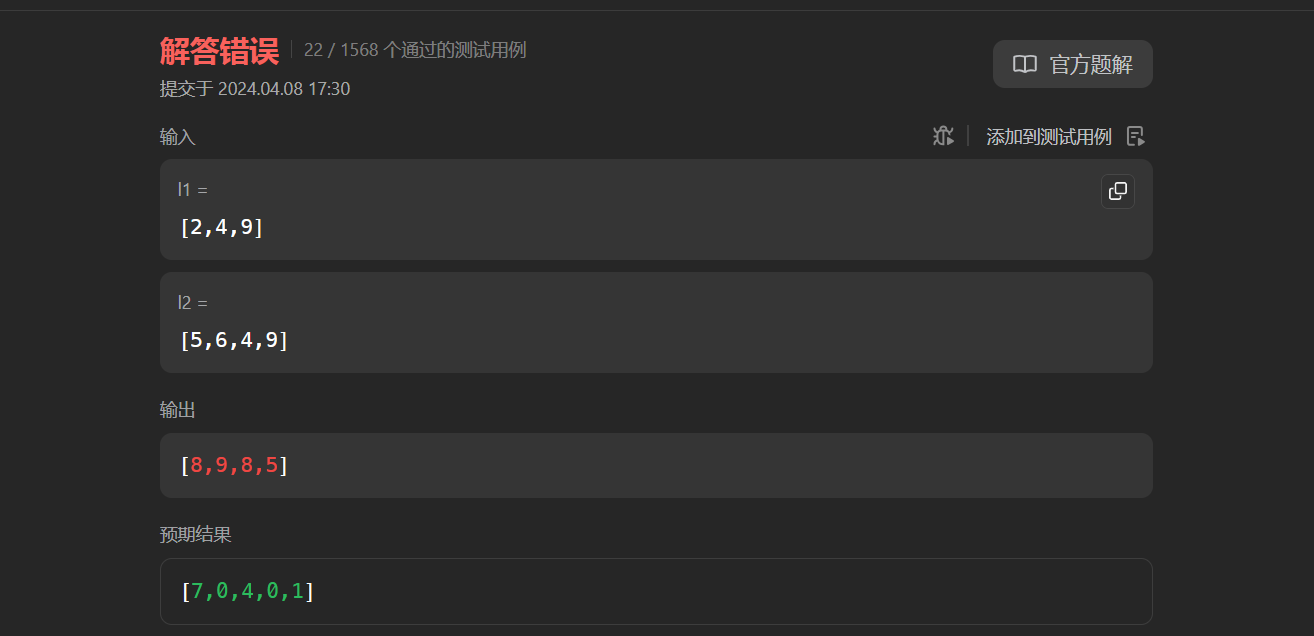 解答错误 22 / 1568 个通过的测试用例
官方题解
提交于 2024.04.08 17:30
输入
添加到测试用例
l1 =
[2,4,9]
l2 =
[5,6,4,9]
输出
[8,9,8,5]
预期结果
[7,0,4,0,1]